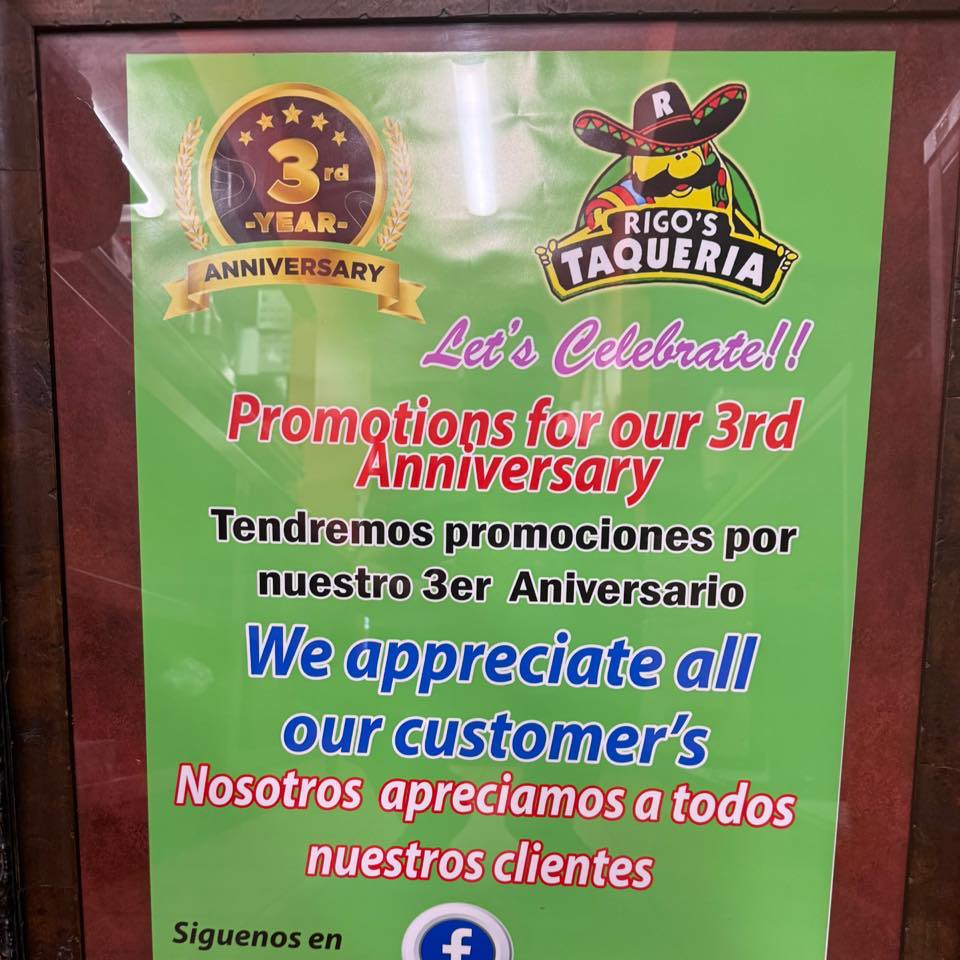 3rd
-YEAR-
ANNIVERSARY
R
RIGO'S
TAQUERIA
Let's Celebrate!!
Promotions for our 3rd
Anniversary
Tendremos promociones por
nuestro 3er Aniversario
We appreciate all
our customer's
Nosotros apreciamos a todos
nuestros clientes
Siguenos en f